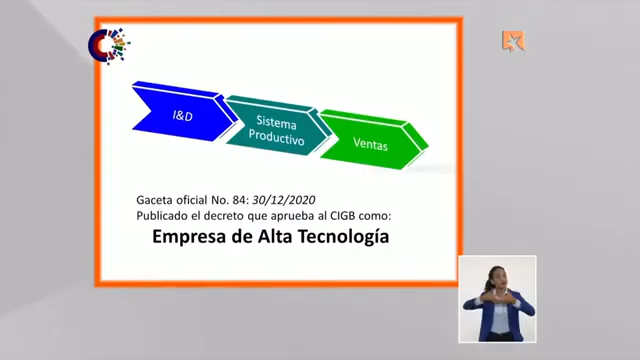 I&D
Sistema
Productivo
Ventas
Gaceta oficial No. 84: 30/12/2020
Publicado el decreto que aprueba al CIGB como:
Empresa de Alta Tecnología